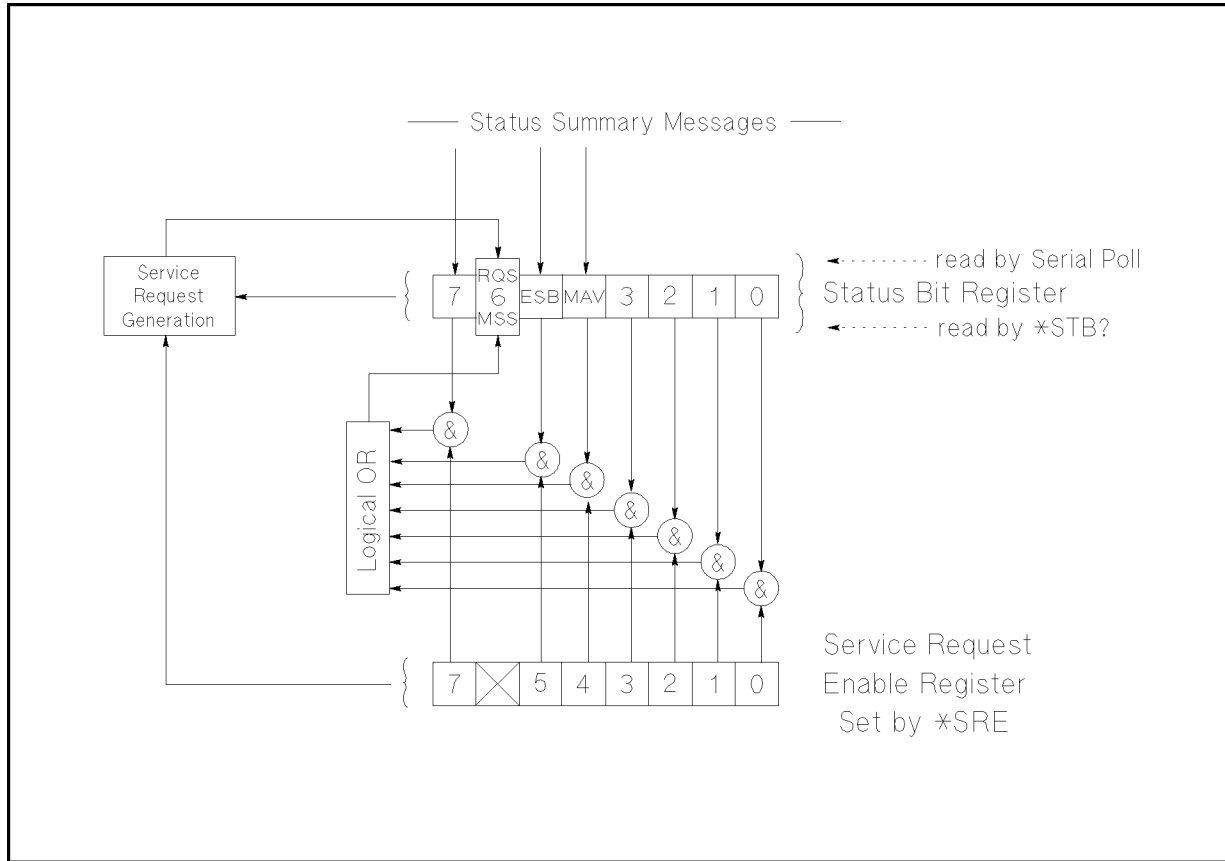 Status Summary Messages
Service
Request
Generation
7
RQS
6
MSS
ESB
MAV
3
2
1
0
read by Serial Poll
Status Bit Register
read by *STB?
&
&
&
&
&
&
&
Logical OR
7
5
4
3
2
1
0
Service Request
Enable Register
Set by *SRE